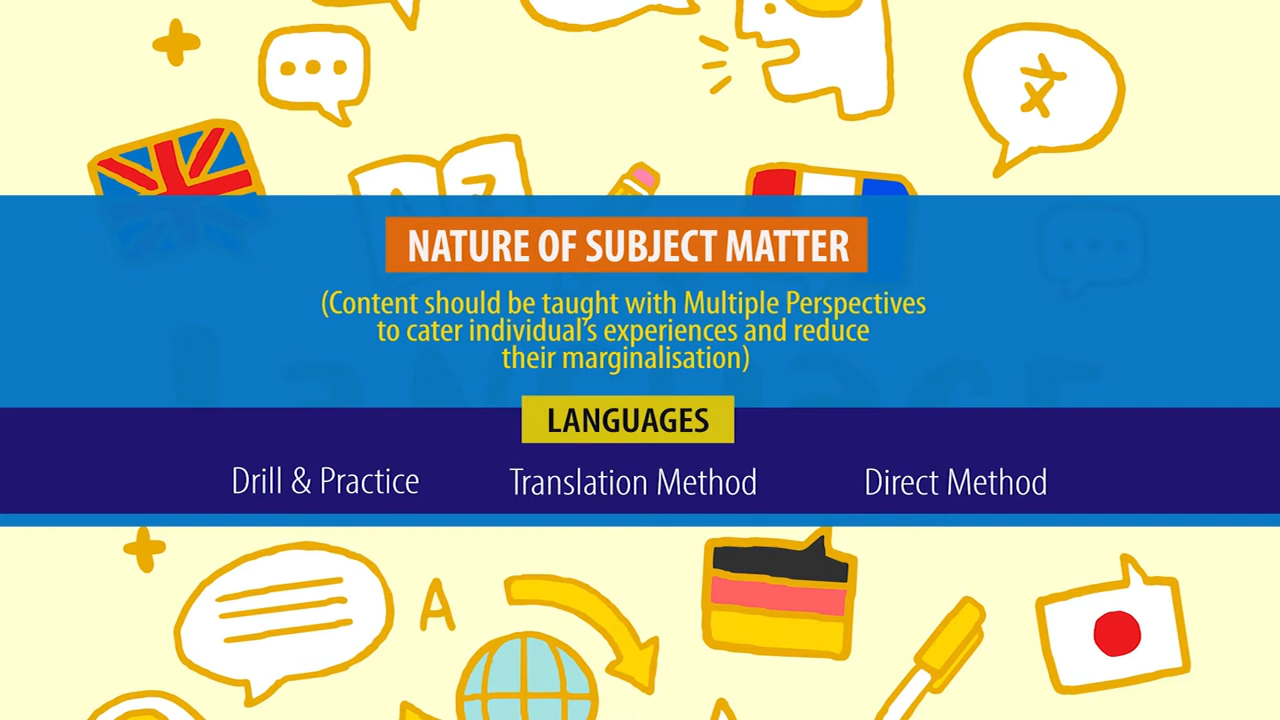 NATURE OF SUBJECT MATTER
(Content should be taught with Multiple Perspectives
to cater individual's experiences and reduce
their marginalisation)
LANGUAGES
Drill & Practice Translation Method Direct Method
A